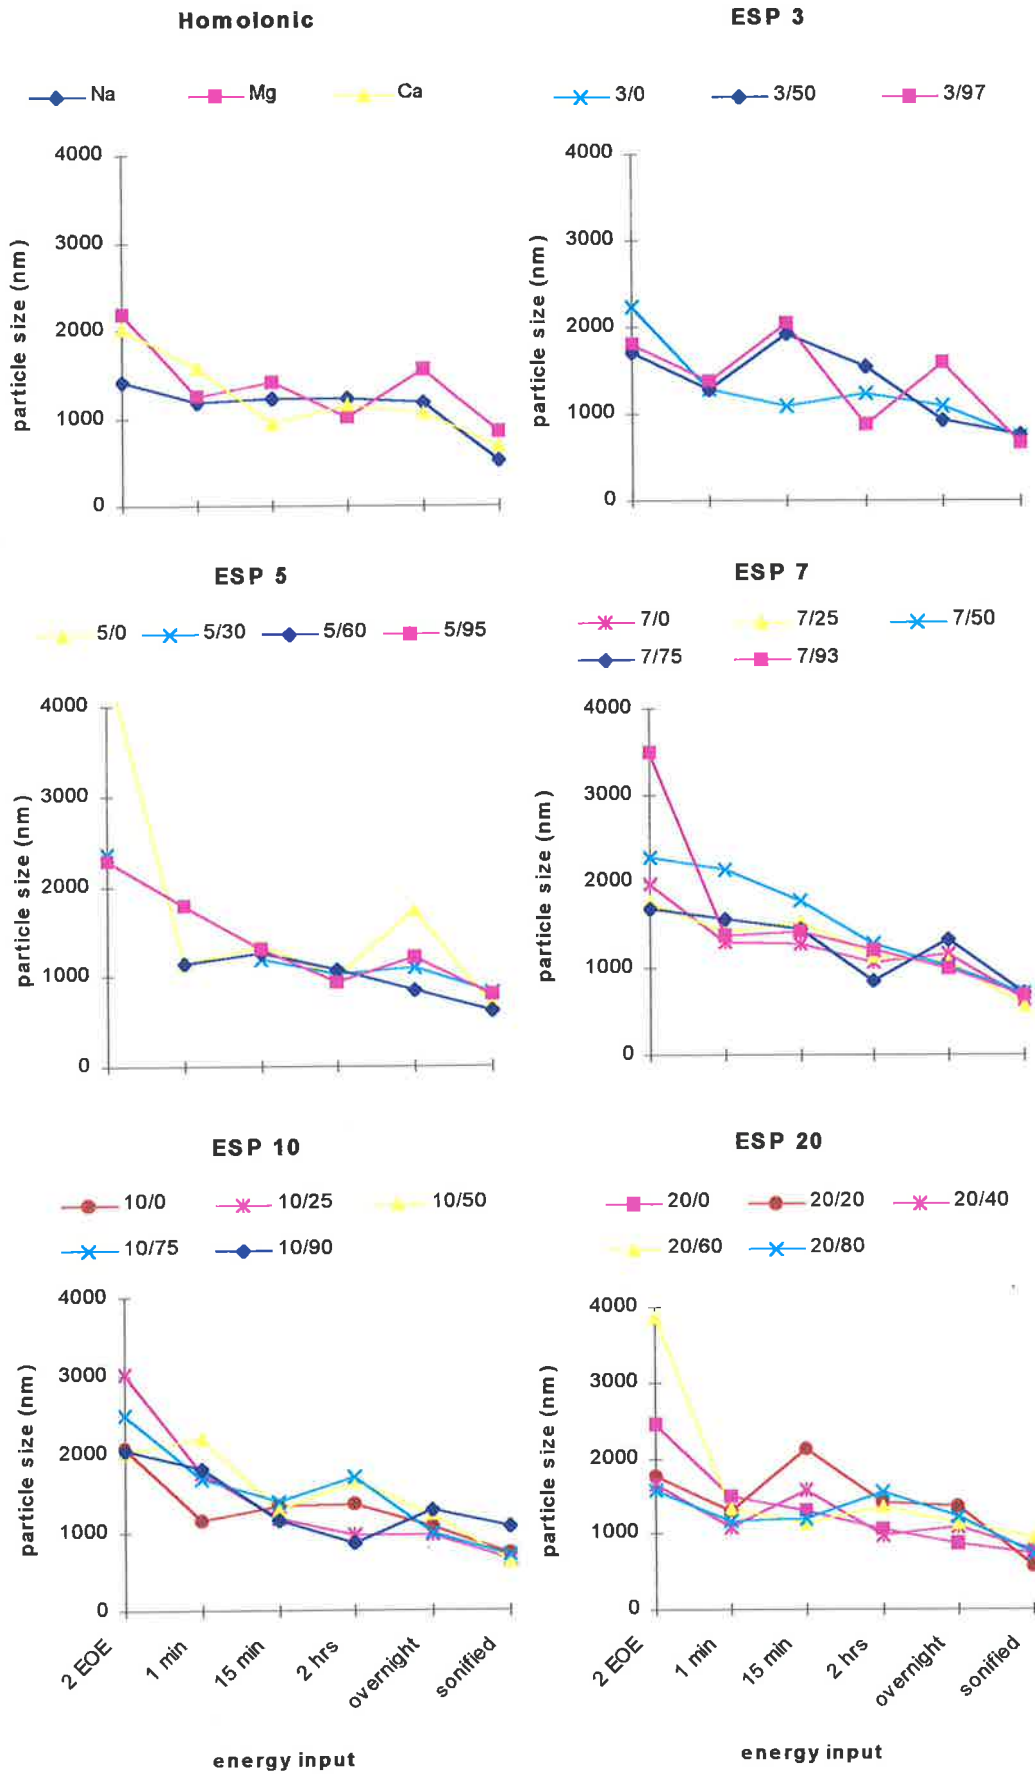 HomoIonic
Na Mg Ca
4000
3000
2000
1000
0
particle size (nm)
ESP 3
3/0 3/50 3/97
4000
3000
2000
1000
0
particle size (nm)
ESP 5
5/0 5/30 5/60 5/95
4000
3000
2000
1000
0
particle size (nm)
ESP 7
7/0 7/25 7/50
7/75 7/93
4000
3000
2000
1000
0
particle size (nm)
ESP 10
10/0 10/25 10/50
10/75 10/90
4000
3000
2000
1000
0
particle size (nm)
2 EOE
1 min
15 min
2 hrs
overnight
sonified
energy input
ESP 20
20/0 20/20 20/40
20/60 20/80
4000
3000
2000
1000
0
particle size (nm)
2 EOE
1 min
15 min
2 hrs
overnight
sonified
energy input